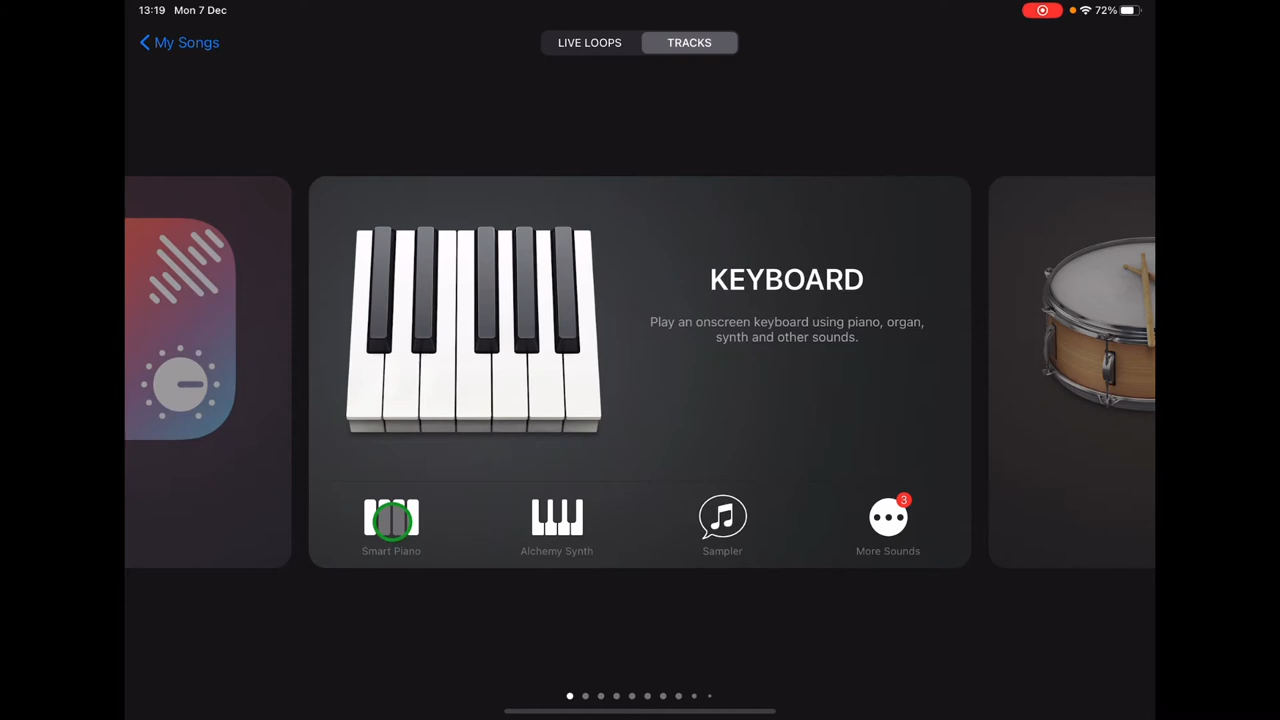 13:19 Mon 7 Dec
72%
My Songs
LIVE LOOPS
TRACKS
KEYBOARD
Play an onscreen keyboard using piano, organ,
synth and other sounds.
3
Smart Piano
Alchemy Synth
Sampler
More Sounds